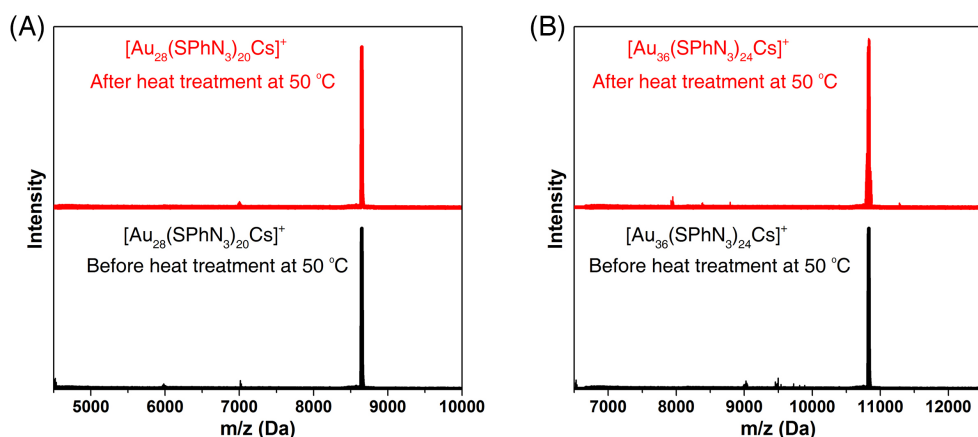 (A)
[Au₂₈(SPhN₃)₂₀Cs]⁺
After heat treatment at 50 °C
[Au₂₈(SPhN₃)₂₀Cs]⁺
Before heat treatment at 50 °C
Intensity
5000 6000 7000 8000 9000 10000
m/z (Da)
(B)
[Au₃₆(SPhN₃)₂₄Cs]⁺
After heat treatment at 50 °C
[Au₃₆(SPhN₃)₂₄Cs]⁺
Before heat treatment at 50 °C
Intensity
7000 8000 9000 10000 11000 12000
m/z (Da)